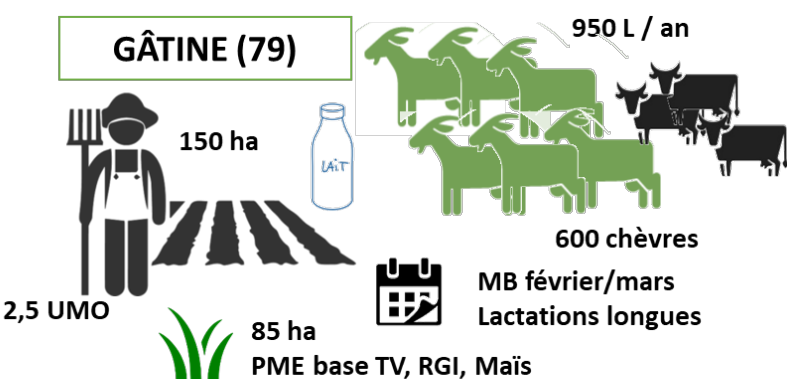 GÂTINE (79)
950 L / an
150 ha
LAiT
600 chèvres
MB février/mars
Lactations longues
2,5 UMO
85 ha
PME base TV, RGI, Maïs